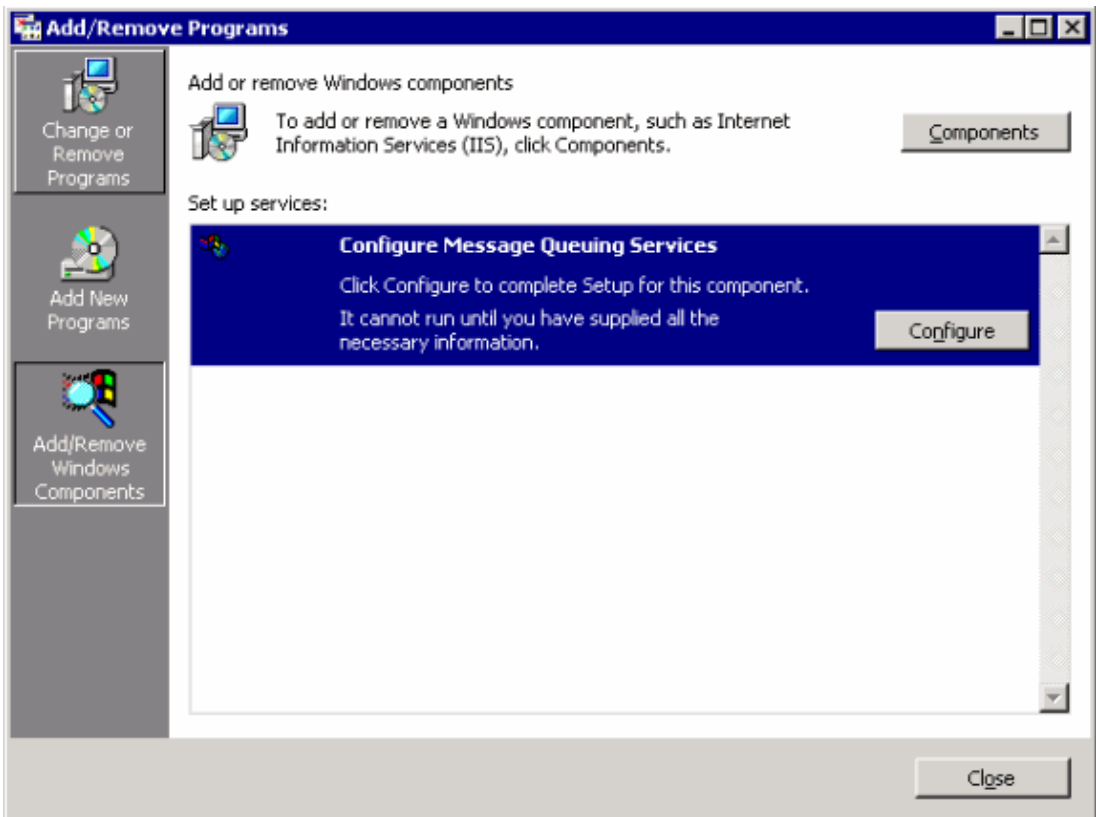 Add/Remove Programs
Change or
Remove
Programs
Add New
Programs
Add/Remove
Windows
Components
Add or remove Windows components
To add or remove a Windows component, such as Internet
Information Services (IIS), click Components.
Components
Set up services:
Configure Message Queuing Services
Click Configure to complete Setup for this component.
It cannot run until you have supplied all the
necessary information.
Configure
Close